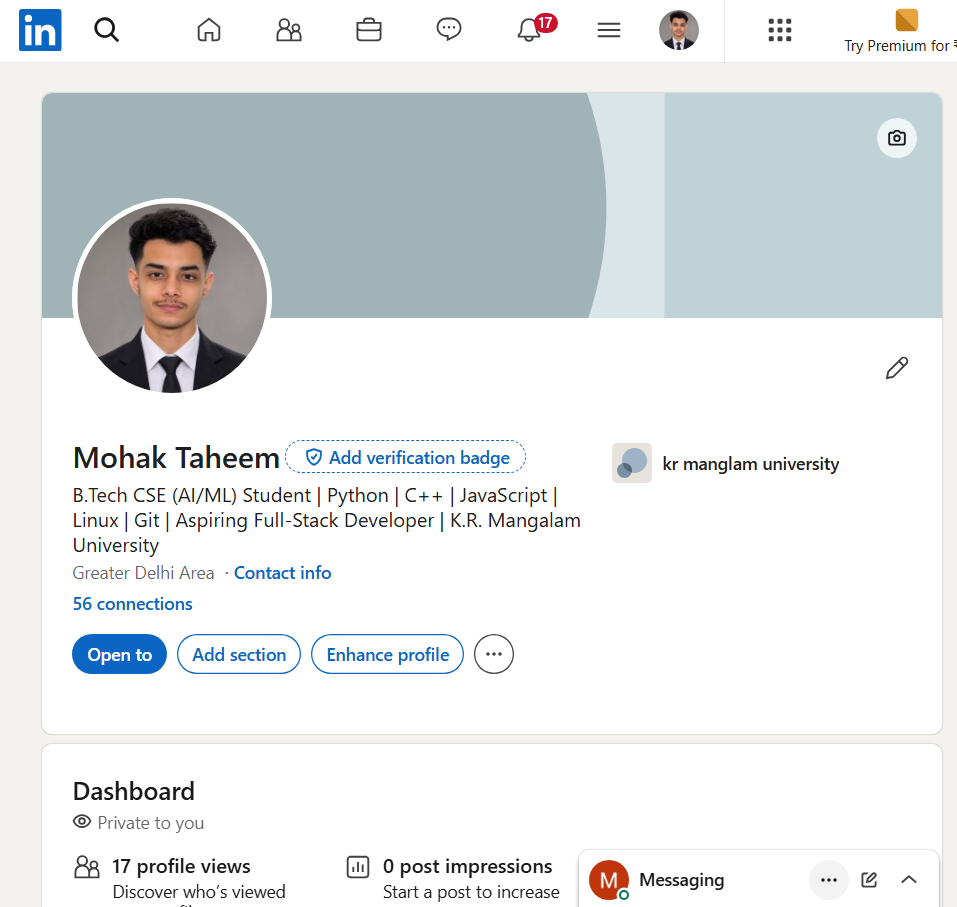 in
17
Try Premium for
Mohak Taheem
Add verification badge
kr manglam university
B.Tech CSE (AI/ML) Student | Python | C++ | JavaScript |
Linux | Git | Aspiring Full-Stack Developer | K.R. Mangalam
University
Greater Delhi Area · Contact info
56 connections
Open to
Add section
Enhance profile
Dashboard
Private to you
17 profile views
Discover who's viewed
0 post impressions
Start a post to increase
M
Messaging